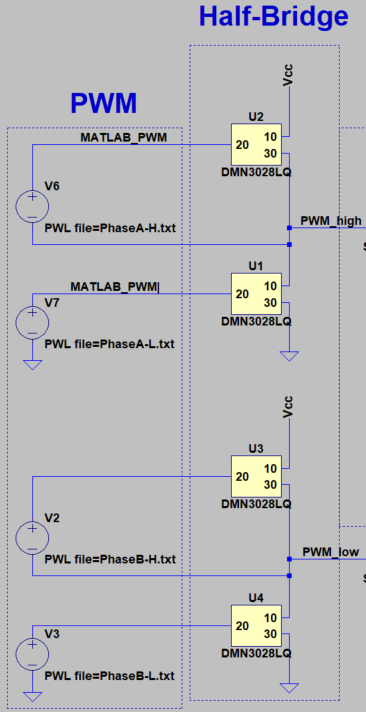 Half-Bridge
PWM
Vcc
U2
MATLAB_PWM
20
10
30
DMN3028LQ
V6
PWL file=PhaseA-H.txt
PWM_high
U1
MATLAB_PWM|
20
10
30
DMN3028LQ
V7
PWL file=PhaseA-L.txt
Vcc
U3
20
10
30
DMN3028LQ
V2
PWL file=PhaseB-H.txt
PWM_low
U4
20
10
30
DMN3028LQ
V3
PWL file=PhaseB-L.txt